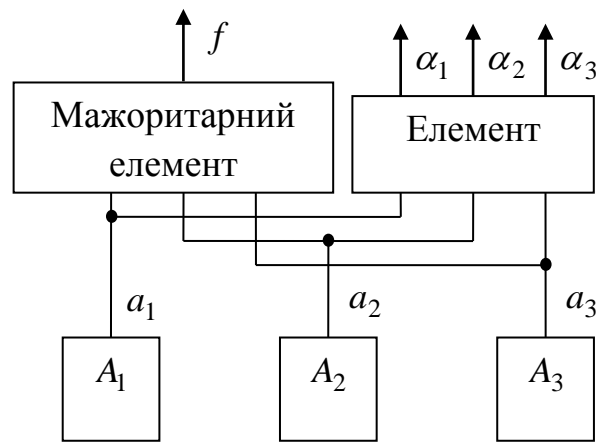 f
α₁ α₂ α₃
Мажоритарний
елемент
Елемент
a₁ a₂ a₃
A₁ A₂ A₃